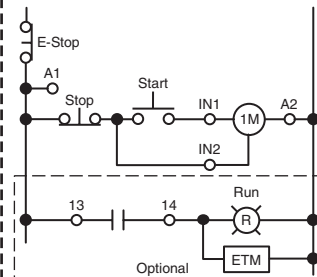 E-Stop
A1
Stop
Start
IN1
1M
A2
IN2
13
14
Run
R
ETM
Optional